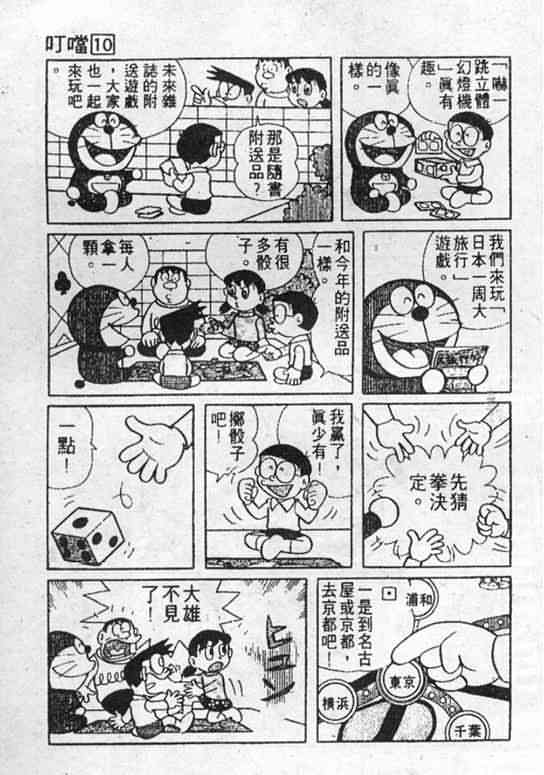 叮噹10
「嚇一
跳立體
幻燈機
」真有
趣。
像真
的一
樣。
那是隨書
附送品？
未來雜
誌的附
送遊戲
，大家
也一起
來玩吧
。
我們來玩「
日本一周大
旅行」
遊戲。
和今年的附送品
一樣。
有很
多骰
子。
每人
拿一
顆。
先猜
拳決
定。
我贏了，
真少有！
擲骰子
吧！
一點！
一是到名古
屋或京都，
去京都吧！
浦和
東京
横浜
千葉
大雄
不見
了！
ヒュン